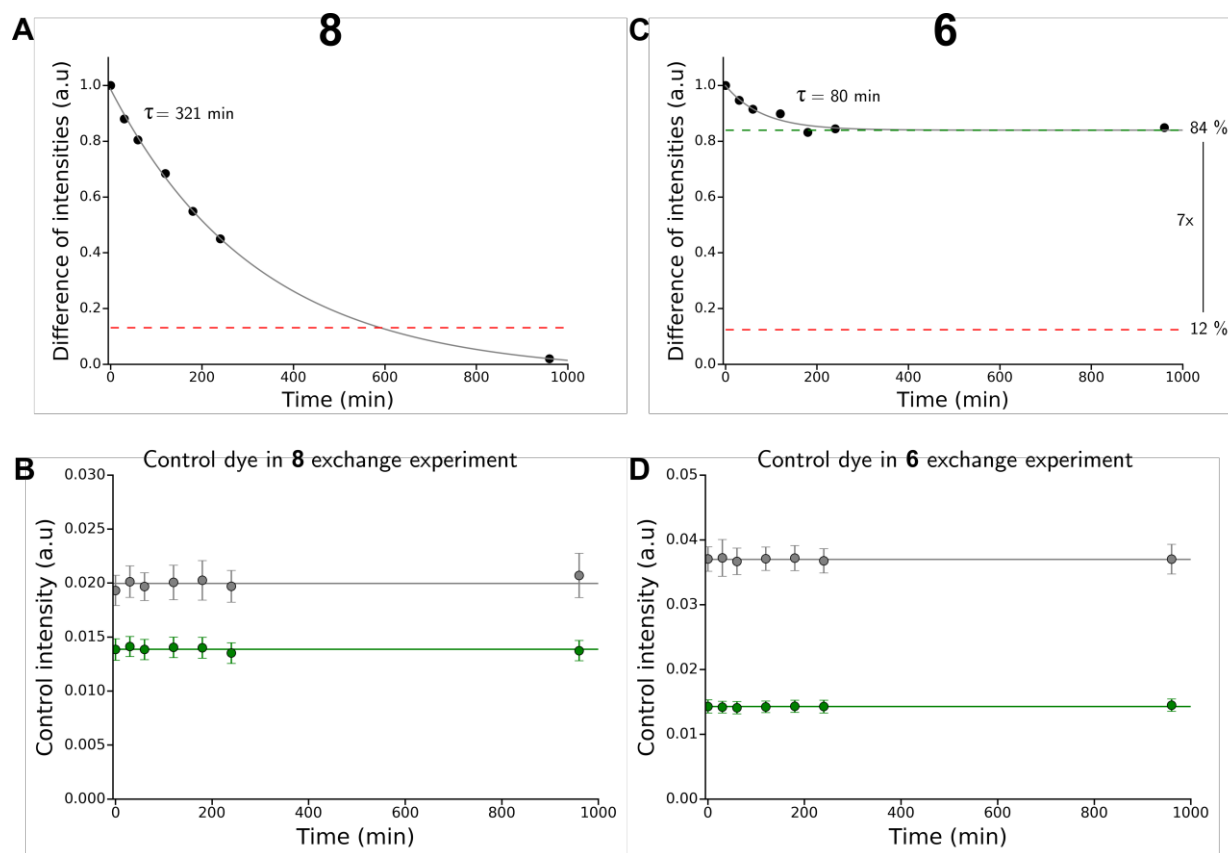 A
8
Difference of intensities (a.u)
1.0
0.8
0.6
0.4
0.2
0.0
τ = 321 min
0 200 400 600 800 1000
Time (min)
C
6
Difference of intensities (a.u)
1.0
0.8
0.6
0.4
0.2
0.0
τ = 80 min
84 %
7x
12 %
0 200 400 600 800 1000
Time (min)
B
Control dye in 8 exchange experiment
Control intensity (a.u)
0.030
0.025
0.020
0.015
0.010
0.005
0.000
0 200 400 600 800 1000
Time (min)
D
Control dye in 6 exchange experiment
Control intensity (a.u)
0.05
0.04
0.03
0.02
0.01
0.00
0 200 400 600 800 1000
Time (min)